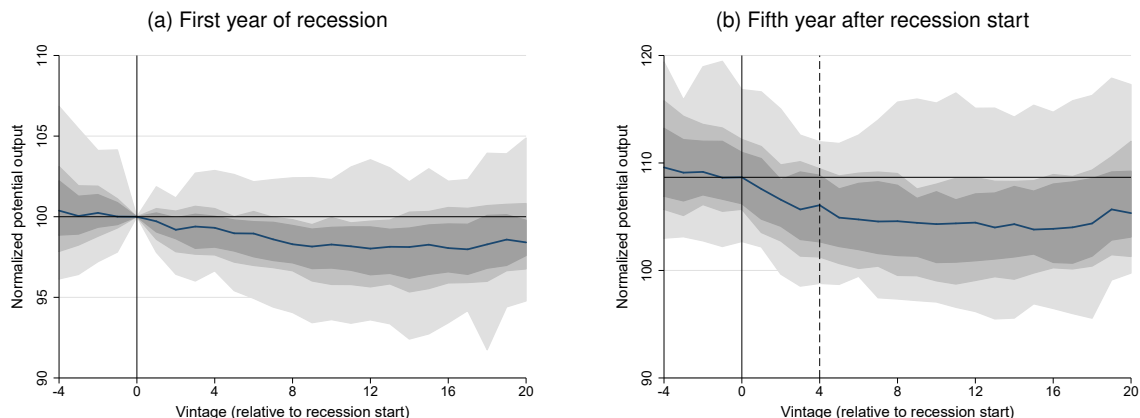 (a) First year of recession
Normalized potential output
110
105
100
95
90
-4 0 4 8 12 16 20
Vintage (relative to recession start)
(b) Fifth year after recession start
Normalized potential output
120
110
100
90
-4 0 4 8 12 16 20
Vintage (relative to recession start)